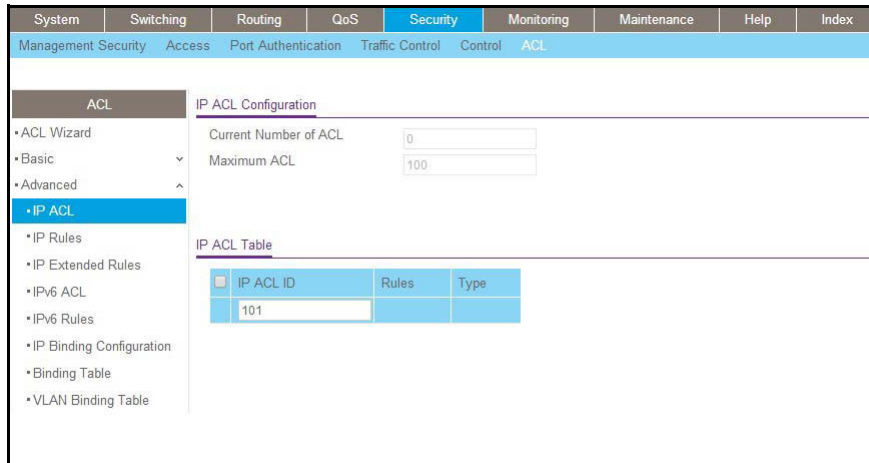 System Switching Routing QoS Security Monitoring Maintenance Help Index
Management Security Access Port Authentication Traffic Control Control ACL
ACL
ACL Wizard
Basic
Advanced
IP ACL
IP Rules
IP Extended Rules
IPv6 ACL
IPv6 Rules
IP Binding Configuration
Binding Table
VLAN Binding Table
IP ACL Configuration
Current Number of ACL 0
Maximum ACL 100
IP ACL Table
IP ACL ID Rules Type
101